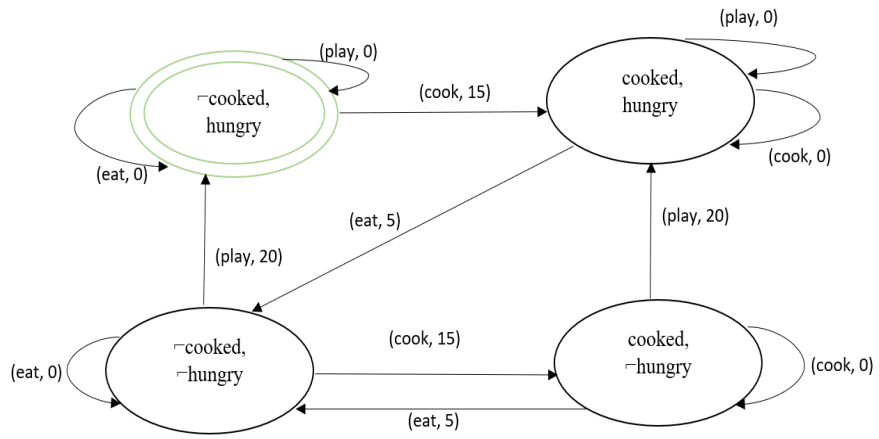 (play, 0)
(play, 0)
⌐cooked,
hungry
(cook, 15)
cooked,
hungry
(eat, 0)
(cook, 0)
(eat, 5)
(play, 20)
(play, 20)
⌐cooked,
⌐hungry
(cook, 15)
cooked,
⌐hungry
(eat, 0)
(cook, 0)
(eat, 5)